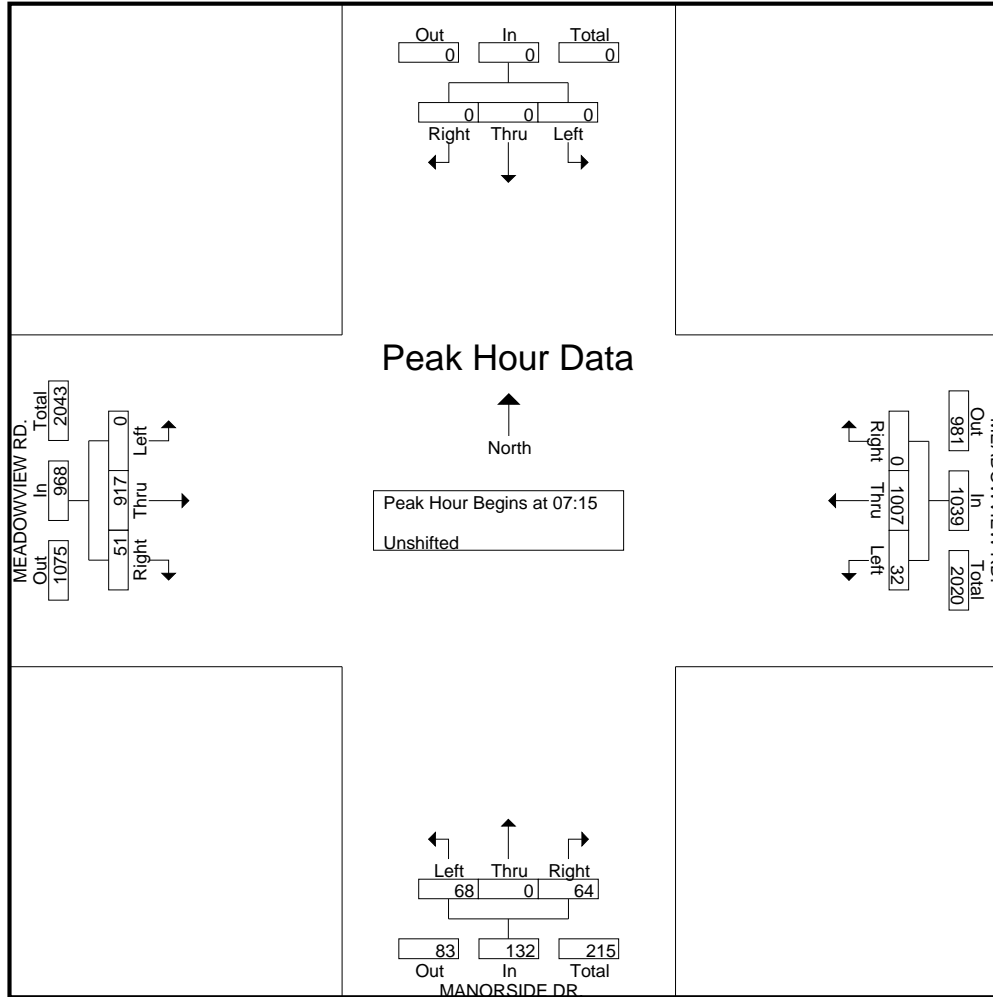 Out In Total
0 0 0
0 0 0
Right Thru Left
Peak Hour Data
North
Peak Hour Begins at 07:15
Unshifted
MEADOWVIEW RD.
Out In Total
1075 968 2043
51 917 0
Right Thru Left
Out In Total
981 1039 2020
0 1007 32
Right Thru Left
Left Thru Right
68 0 64
83 132 215
Out In Total
MANORSIDE DR.